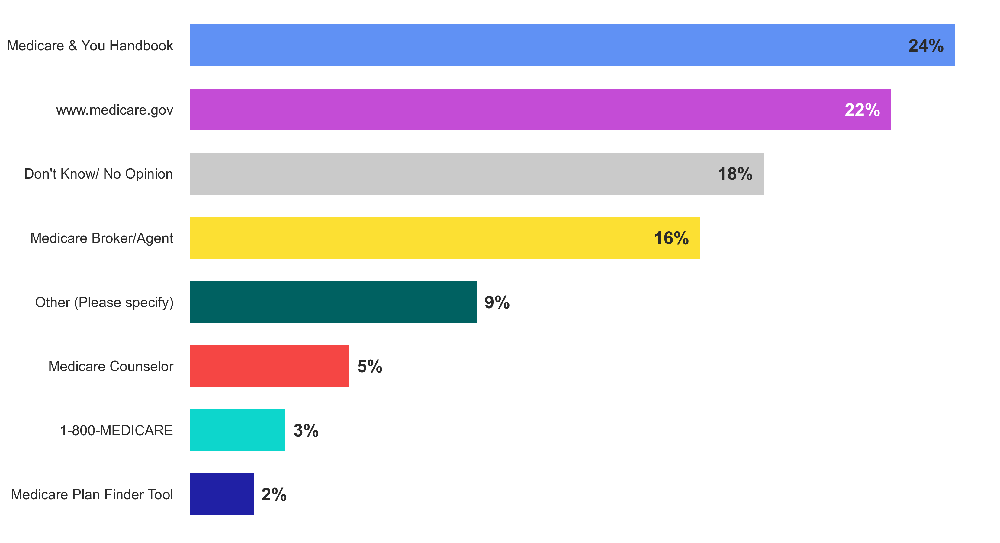 Medicare & You Handbook 24%
www.medicare.gov 22%
Don't Know/ No Opinion 18%
Medicare Broker/Agent 16%
Other (Please specify) 9%
Medicare Counselor 5%
1-800-MEDICARE 3%
Medicare Plan Finder Tool 2%